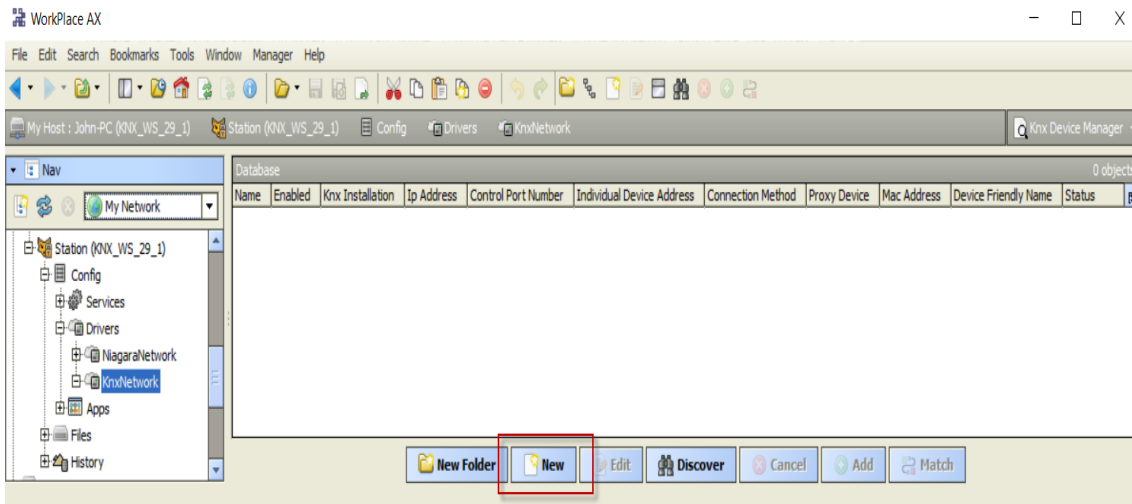 WorkPlace AX
File Edit Search Bookmarks Tools Window Manager Help
My Host : John-PC (KNX_WS_29_1) Station (KNX_WS_29_1) Config Drivers KnxNetwork Knx Device Manager
Nav
My Network
Station (KNX_WS_29_1)
Config
Services
Drivers
NiagaraNetwork
KnxNetwork
Apps
Files
History
Database 0 objects
Name Enabled Knx Installation Ip Address Control Port Number Individual Device Address Connection Method Proxy Device Mac Address Device Friendly Name Status
New Folder New Edit Discover Cancel Add Match